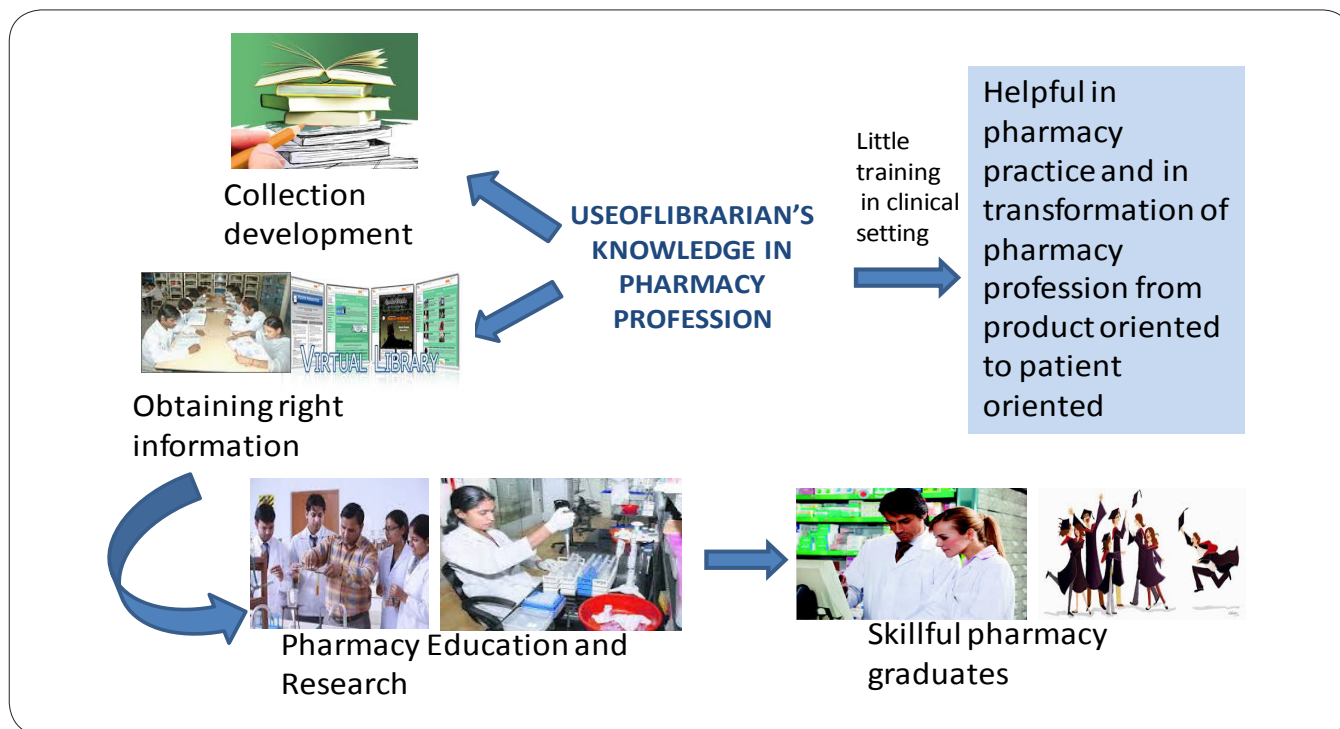 Collection
development
USEOFLIBRARIAN'S
KNOWLEDGE IN
PHARMACY
PROFESSION
Little
training
in clinical
setting
Helpful in
pharmacy
practice and in
transformation of
pharmacy
profession from
product oriented
to patient
oriented
VIRTUAL LIBRARY
Obtaining right
information
Pharmacy Education and
Research
Skillful pharmacy
graduates